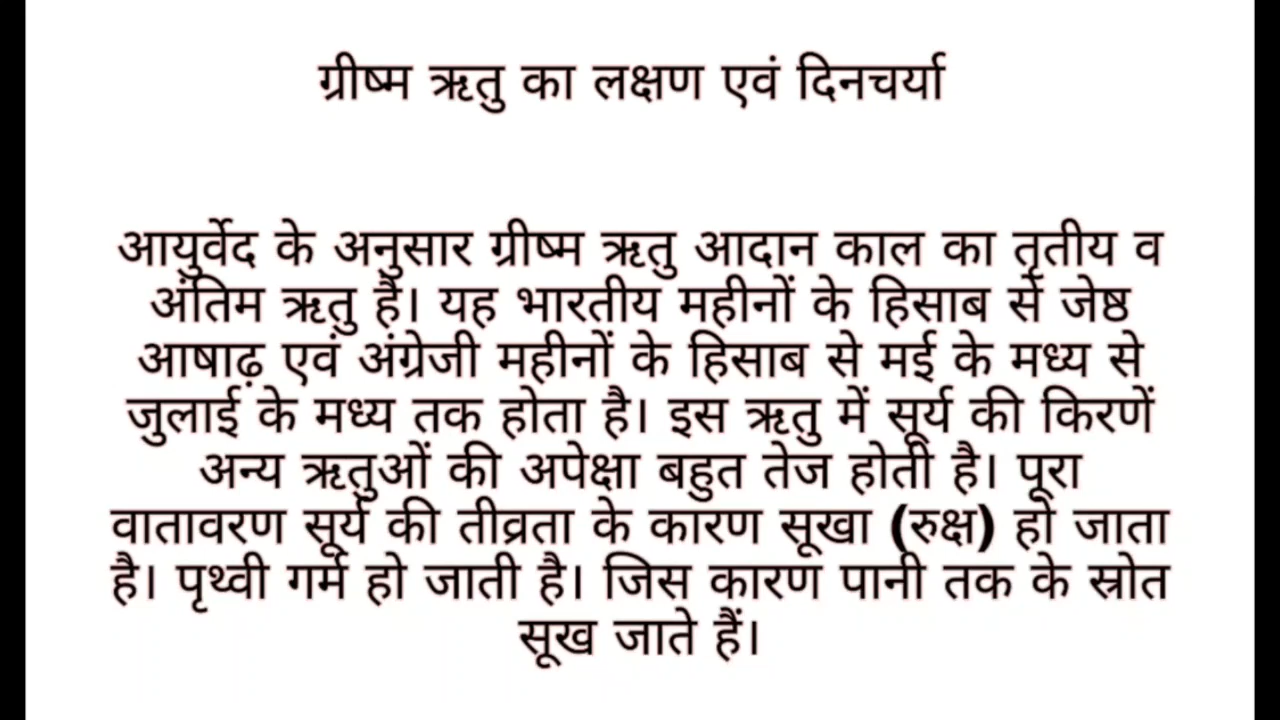 ग्रीष्म ऋतु का लक्षण एवं दिनचर्या
आयुर्वेद के अनुसार ग्रीष्म ऋतु आदान काल का तृतीय व
अंतिम ऋतु है। यह भारतीय महीनों के हिसाब से जेष्ठ
आषाढ़ एवं अंग्रेजी महीनों के हिसाब से मई के मध्य से
जुलाई के मध्य तक होता है। इस ऋतु में सूर्य की किरणें
अन्य ऋतुओं की अपेक्षा बहुत तेज होती है। पूरा
वातावरण सूर्य की तीव्रता के कारण सूखा (रुक्ष) हो जाता
है। पृथ्वी गर्म हो जाती है। जिस कारण पानी तक के स्रोत
सूख जाते हैं।